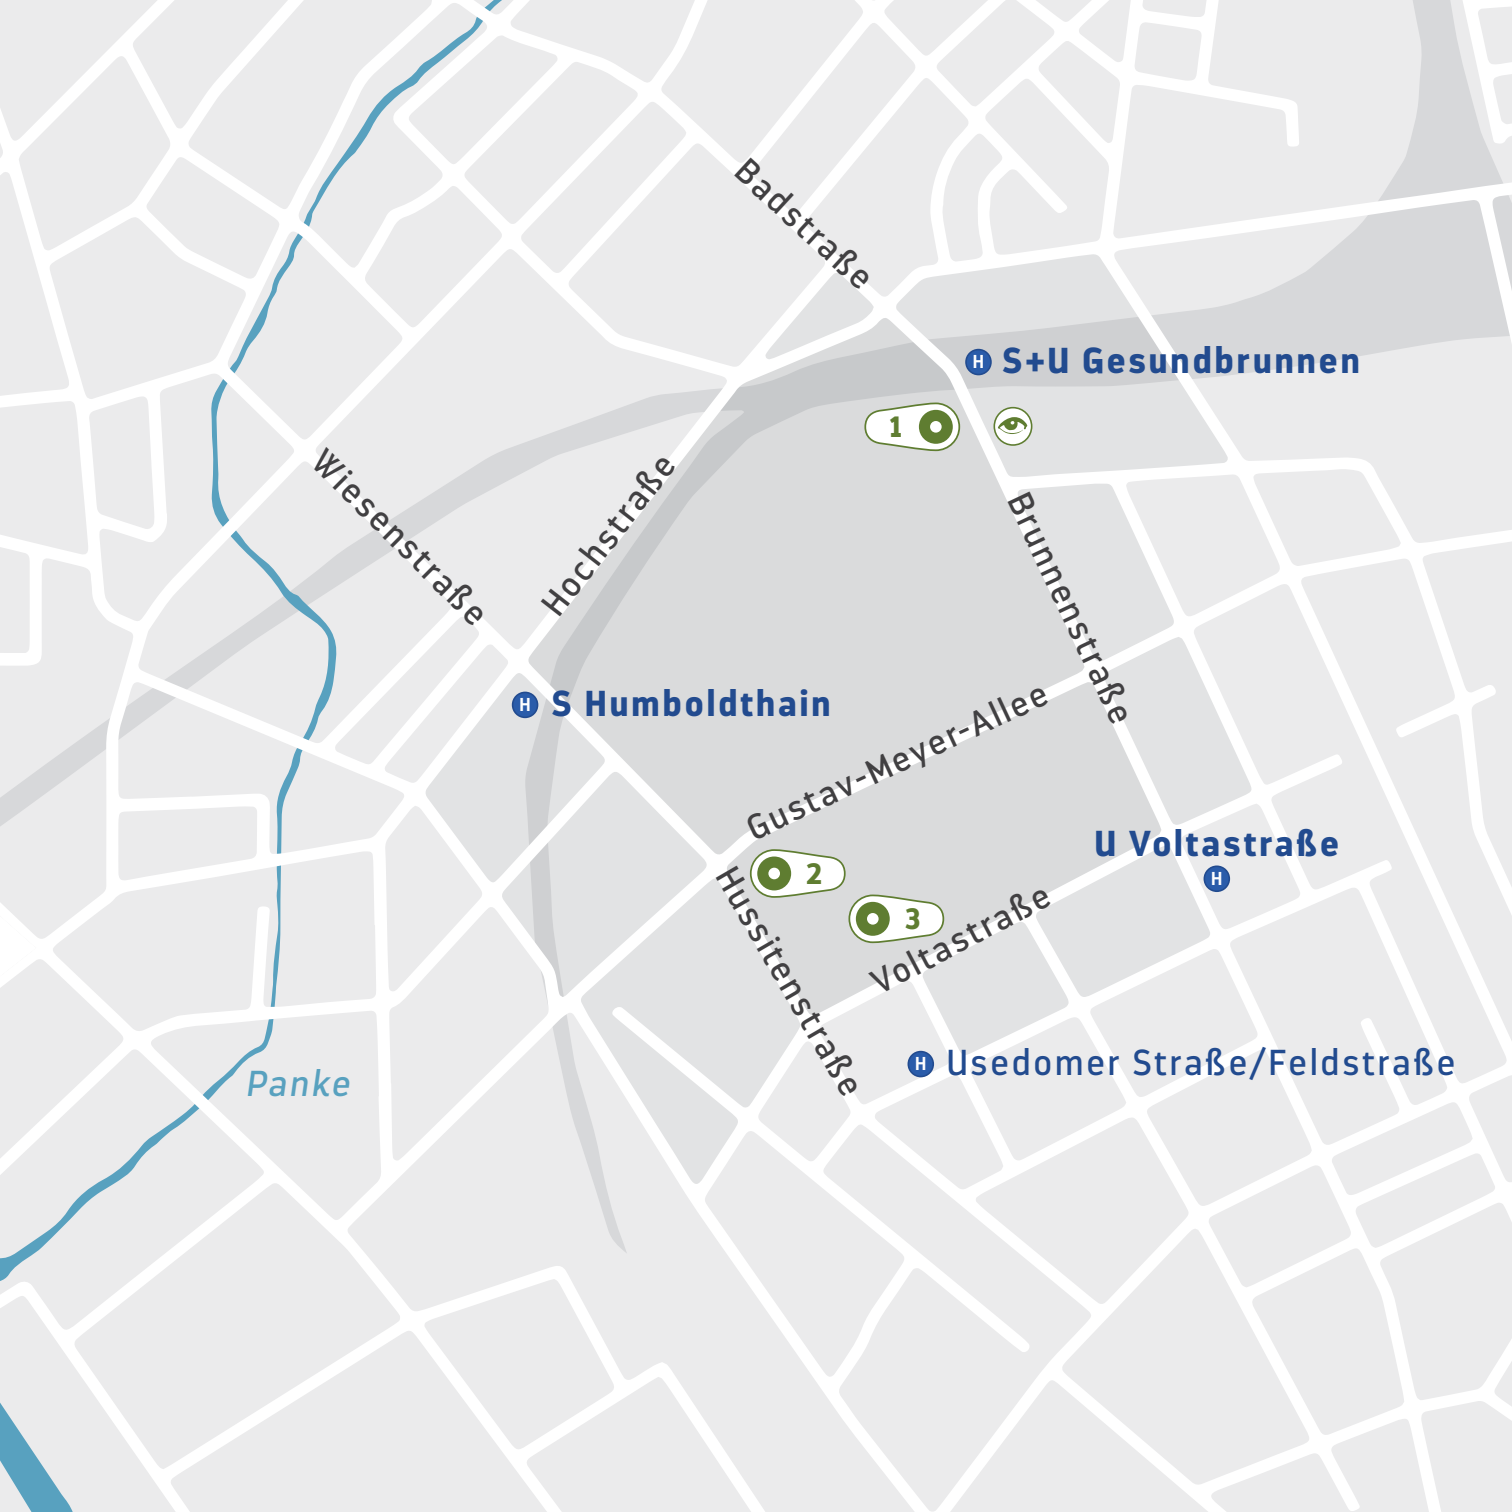 Badstraße
H S+U Gesundbrunnen
1
Wiesenstraße
Hochstraße
Brunnenstraße
H S Humboldthain
Gustav-Meyer-Allee
U Voltastraße
H
2
3
Hussitenstraße
Voltastraße
H Usedomer Straße/Feldstraße
Panke